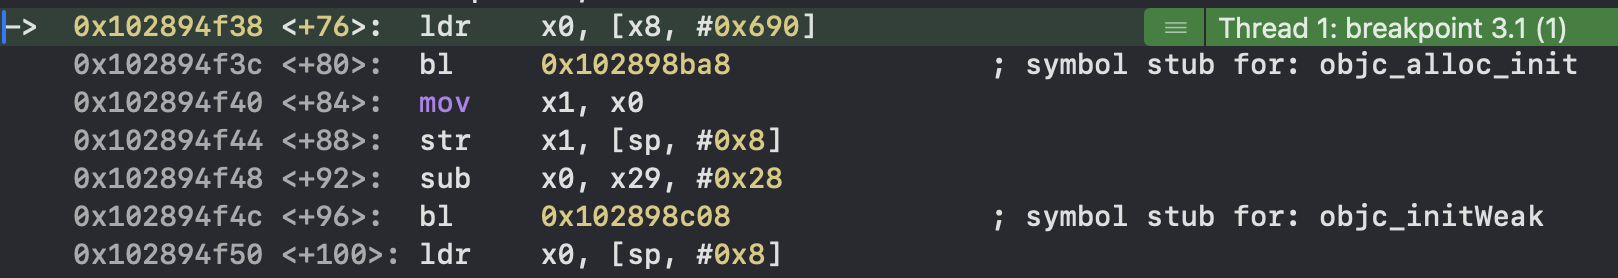 -> 0x102894f38 <+76>: ldr x0, [x8, #0x690] Thread 1: breakpoint 3.1 (1)
0x102894f3c <+80>: bl 0x102898ba8 ; symbol stub for: objc_alloc_init
0x102894f40 <+84>: mov x1, x0
0x102894f44 <+88>: str x1, [sp, #0x8]
0x102894f48 <+92>: sub x0, x29, #0x28
0x102894f4c <+96>: bl 0x102898c08 ; symbol stub for: objc_initWeak
0x102894f50 <+100>: ldr x0, [sp, #0x8]